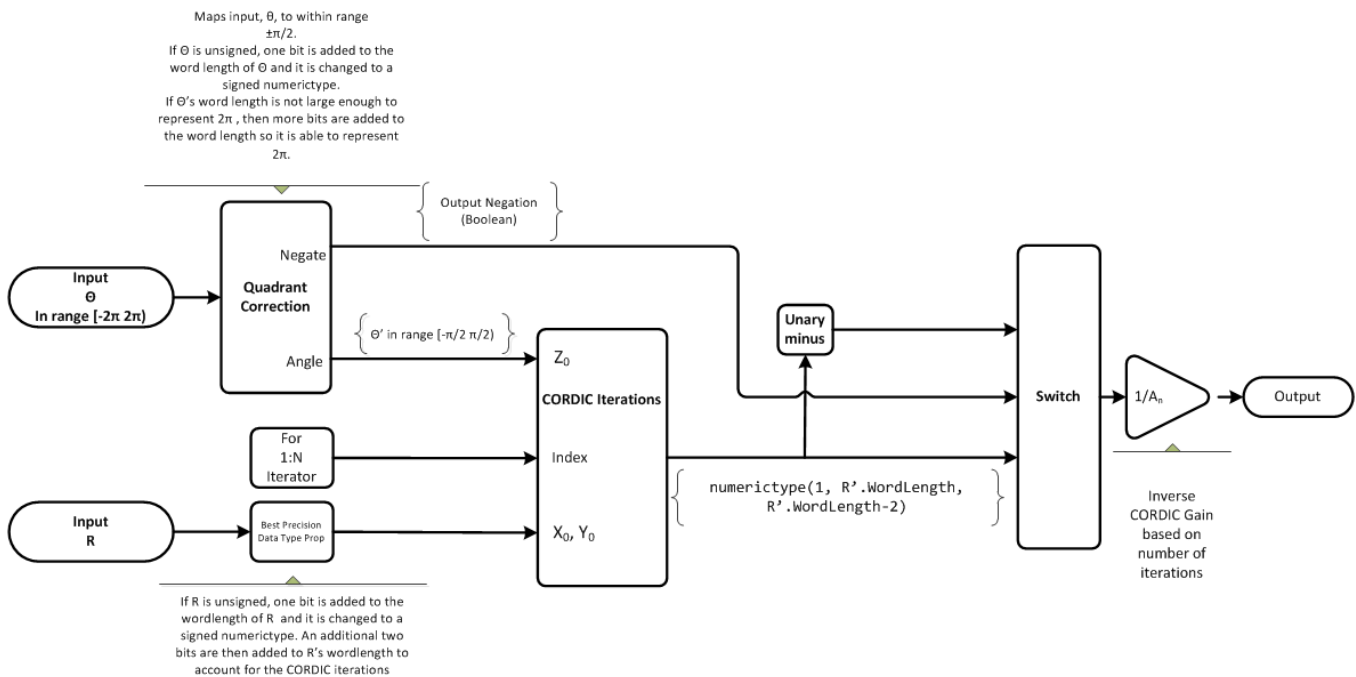 Maps input, θ, to within range
±π/2.
If Θ is unsigned, one bit is added to the
word length of Θ and it is changed to a
signed numerictype.
If Θ's word length is not large enough to
represent 2π , then more bits are added to
the word length so it is able to represent
2π.
Output Negation
(Boolean)
Negate
Quadrant
Correction
Angle
Input
Θ
In range [-2π 2π)
Θ' in range [-π/2 π/2)
Z₀
CORDIC Iterations
Index
X₀, Y₀
For
1:N
Iterator
Input
R
Best Precision
Data Type Prop
If R is unsigned, one bit is added to the
wordlength of R and it is changed to a
signed numerictype. An additional two
bits are then added to R's wordlength to
account for the CORDIC iterations
Unary
minus
numerictype(1, R'.WordLength,
R'.WordLength-2)
Switch
1/Aₙ
Output
Inverse
CORDIC Gain
based on
number of
iterations